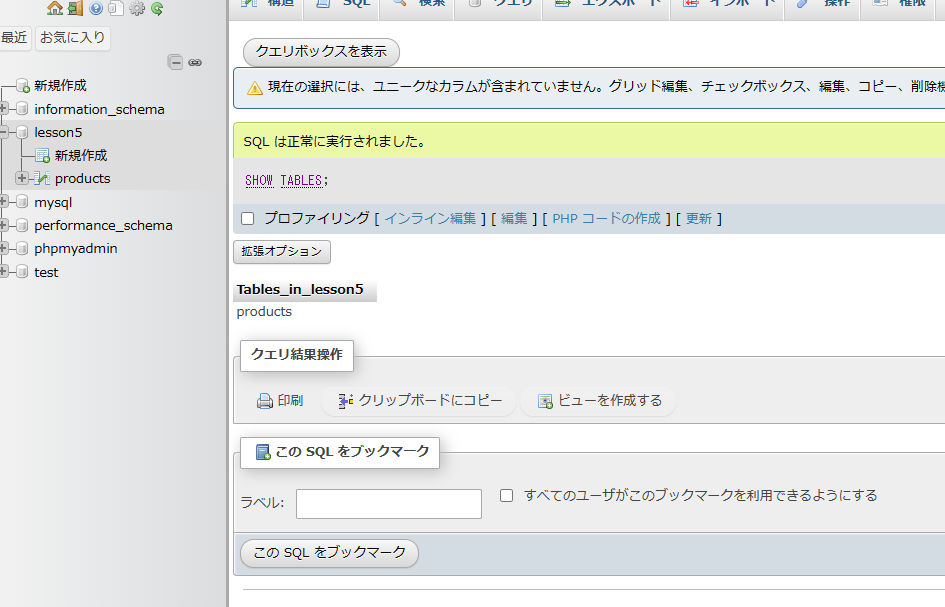 構造 SQL 検索 クエリ エクスポート インポート 操作 権限
最近 お気に入り
新規作成
information_schema
lesson5
新規作成
products
mysql
performance_schema
phpmyadmin
test
クエリボックスを表示
現在の選択には、ユニークなカラムが含まれていません。グリッド編集、チェックボックス、編集、コピー、削除
SQL は正常に実行されました。
SHOW TABLES;
プロファイリング [ インライン編集 ] [ 編集 ] [ PHP コードの作成 ] [ 更新 ]
拡張オプション
Tables_in_lesson5
products
クエリ結果操作
印刷 クリップボードにコピー ビューを作成する
この SQL をブックマーク
ラベル: すべてのユーザがこのブックマークを利用できるようにする
この SQL をブックマーク